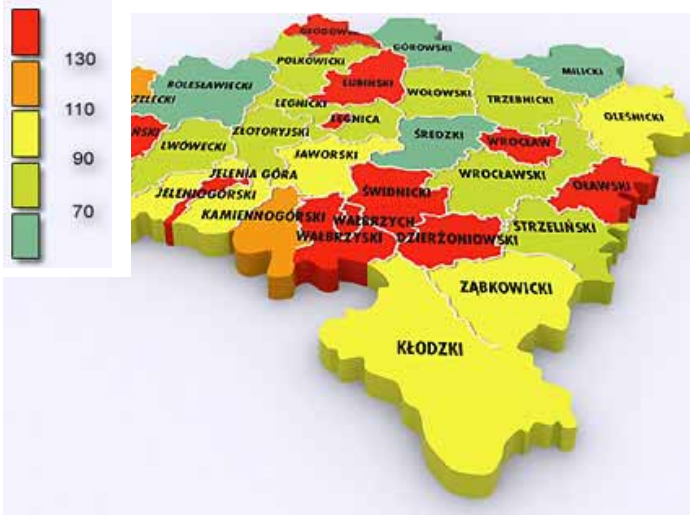 130
110
90
70
GŁOGOWSKI
GÓROWSKI
POLKOWICKI
MILICKI
BOLESŁAWIECKI
LUBIŃSKI
WOŁOWSKI
TRZEBNICKI
LEGNICKI
OLEŚNICKI
LEGNICA
ZŁOTORYJSKI
ŚREDZKI
WROCŁAW
LWÓWECKI
JAWORSKI
JELENIA GÓRA
WROCŁAWSKI
OŁAWSKI
JELENIOGÓRSKI
ŚWIDNICKI
KAMIENNOGÓRSKI
WAŁBRZYCH
STRZELIŃSKI
WAŁBRZYSKI
DZIERŻONIOWSKI
ZĄBKOWICKI
KŁODZKI